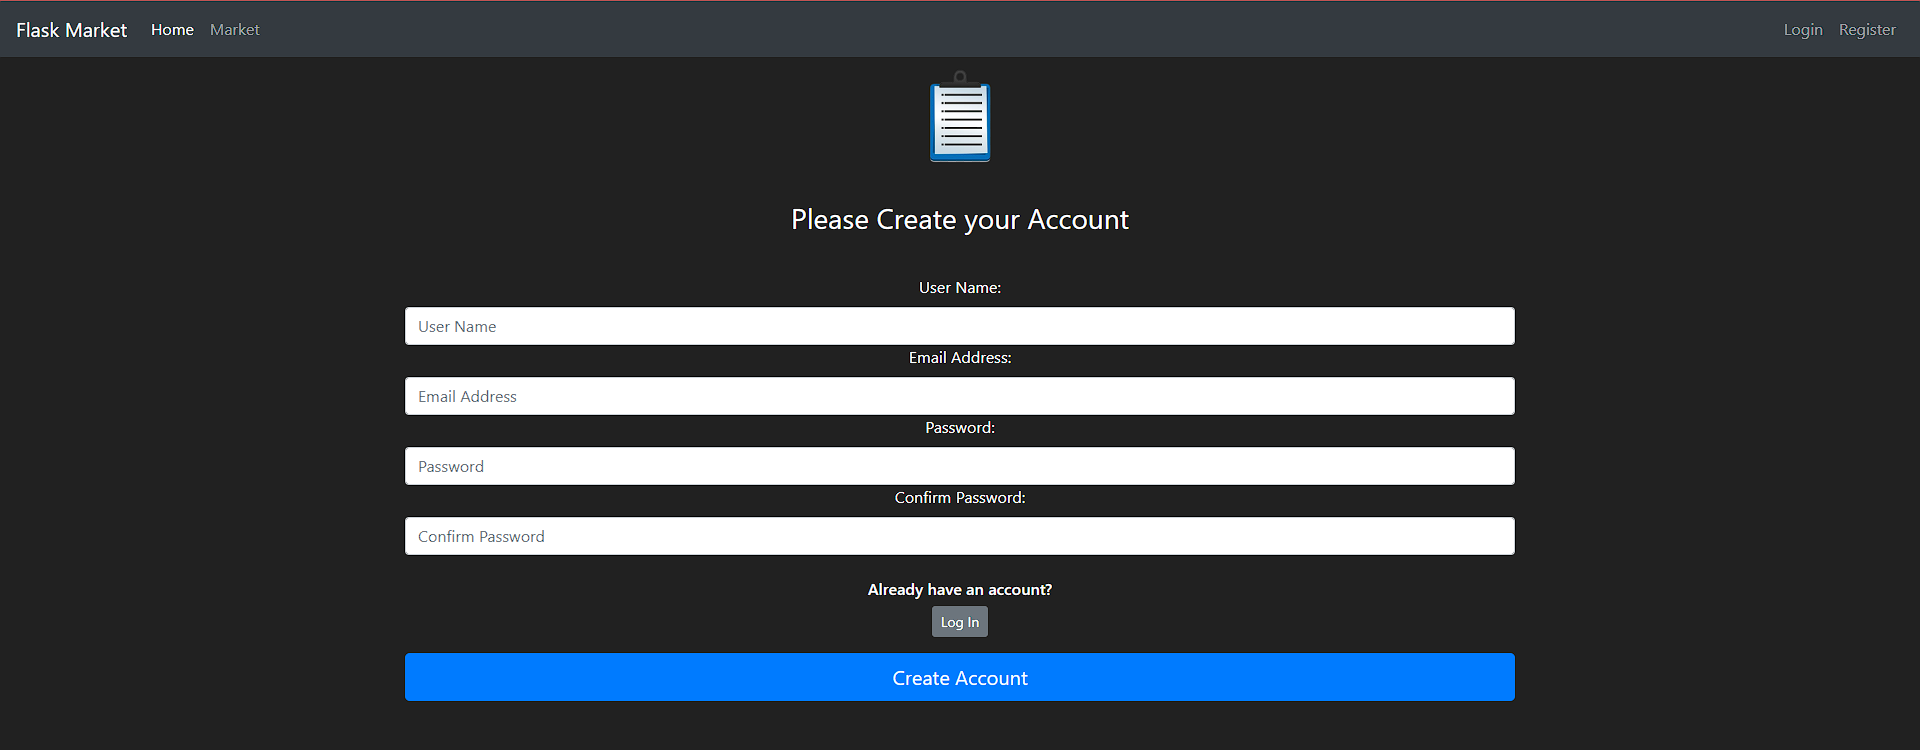 Flask Market Home Market Login Register
Please Create your Account
User Name:
User Name
Email Address:
Email Address
Password:
Password
Confirm Password:
Confirm Password
Already have an account?
Log In
Create Account